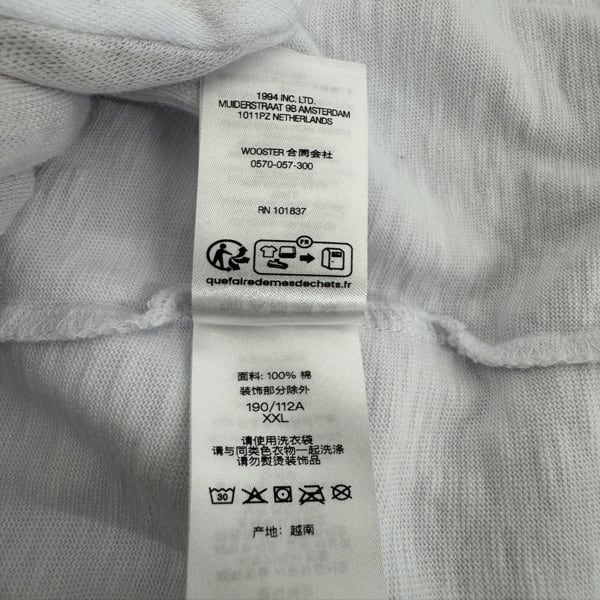 1994 INC. LTD.
MUIDERSTRAAT 9B AMSTERDAM
1011PZ NETHERLANDS
WOOSTER 合同会社
0570-057-300
RN 101837
FR
quefairedemesdechets.fr
面料: 100% 棉
装饰部分除外
190/112A
XXL
请使用洗衣袋
请与同类色衣物一起洗涤
请勿熨烫装饰品
30
产地: 越南